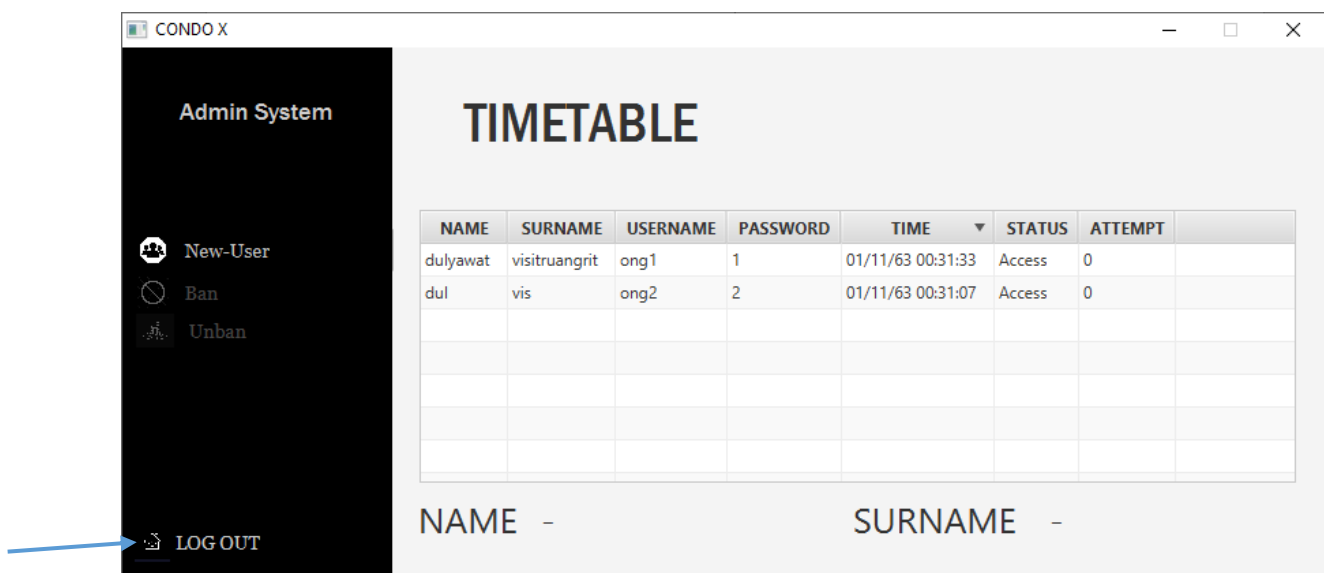 CONDO X
Admin System
TIMETABLE
New-User
Ban
Unban
LOG OUT
NAME SURNAME USERNAME PASSWORD TIME STATUS ATTEMPT
dulyawat visitruangrit ong1 1 01/11/63 00:31:33 Access 0
dul vis ong2 2 01/11/63 00:31:07 Access 0
NAME - SURNAME -